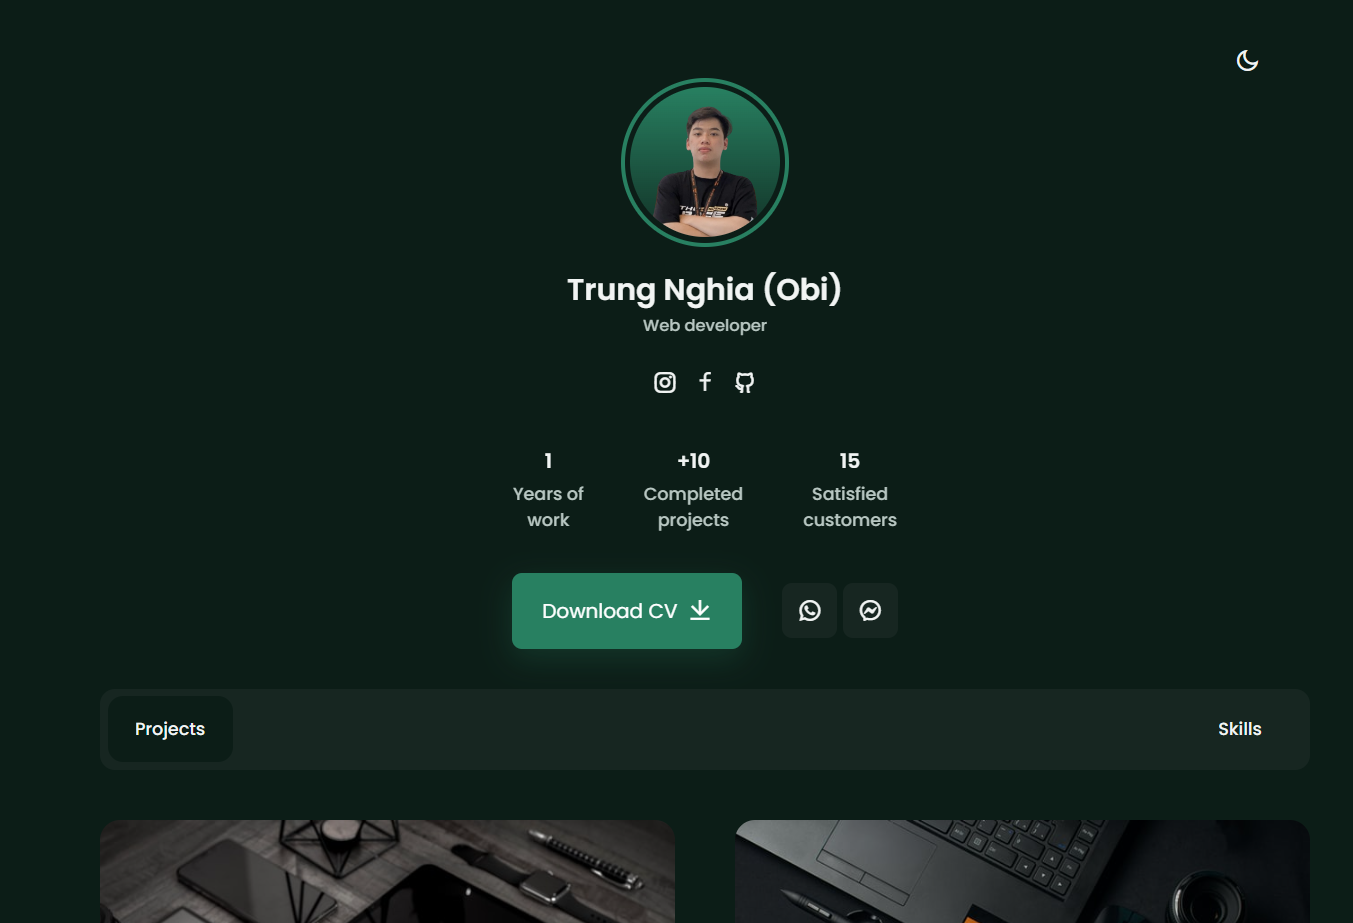 Trung Nghia (Obi)
Web developer
1
Years of
work
+10
Completed
projects
15
Satisfied
customers
Download CV
Projects
Skills